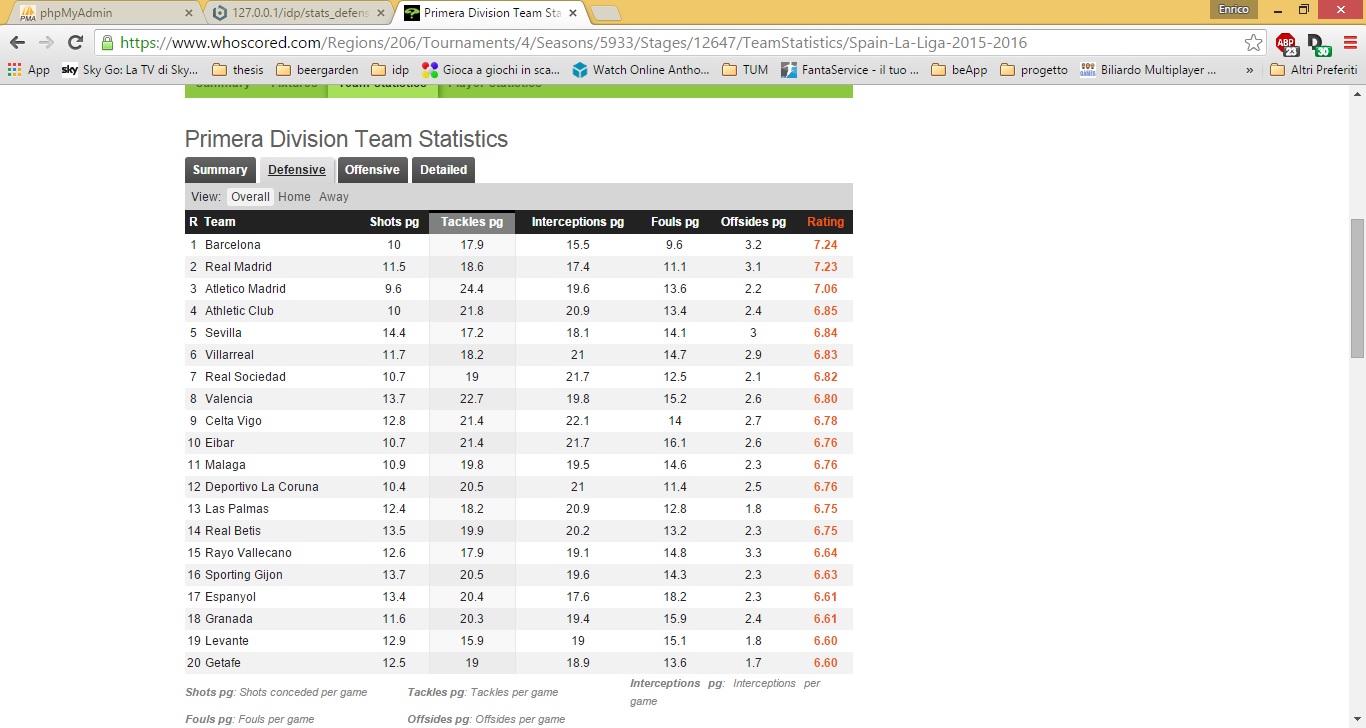 phpMyAdmin × 127.0.0.1/idp/stats_defens × Primera Division Team Sta × Enrico
https://www.whoscored.com/Regions/206/Tournaments/4/Seasons/5933/Stages/12647/TeamStatistics/Spain-La-Liga-2015-2016 ABP 23 D 30
App sky Sky Go: La TV di Sky... thesis beergarden idp Gioca a giochi in sca... Watch Online Antho... TUM FantaService - il tuo ... beApp progetto Biliardo Multiplayer ... » Altri Preferiti
Summary Fixtures Team Statistics Player Statistics
Primera Division Team Statistics
Summary Defensive Offensive Detailed
View: Overall Home Away
R Team Shots pg Tackles pg Interceptions pg Fouls pg Offsides pg Rating
1 Barcelona 10 17.9 15.5 9.6 3.2 7.24
2 Real Madrid 11.5 18.6 17.4 11.1 3.1 7.23
3 Atletico Madrid 9.6 24.4 19.6 13.6 2.2 7.06
4 Athletic Club 10 21.8 20.9 13.4 2.4 6.85
5 Sevilla 14.4 17.2 18.1 14.1 3 6.84
6 Villarreal 11.7 18.2 21 14.7 2.9 6.83
7 Real Sociedad 10.7 19 21.7 12.5 2.1 6.82
8 Valencia 13.7 22.7 19.8 15.2 2.6 6.80
9 Celta Vigo 12.8 21.4 22.1 14 2.7 6.78
10 Eibar 10.7 21.4 21.7 16.1 2.6 6.76
11 Malaga 10.9 19.8 19.5 14.6 2.3 6.76
12 Deportivo La Coruna 10.4 20.5 21 11.4 2.5 6.76
13 Las Palmas 12.4 18.2 20.9 12.8 1.8 6.75
14 Real Betis 13.5 19.9 20.2 13.2 2.3 6.75
15 Rayo Vallecano 12.6 17.9 19.1 14.8 3.3 6.64
16 Sporting Gijon 13.7 20.5 19.6 14.3 2.3 6.63
17 Espanyol 13.4 20.4 17.6 18.2 2.3 6.61
18 Granada 11.6 20.3 19.4 15.9 2.4 6.61
19 Levante 12.9 15.9 19 15.1 1.8 6.60
20 Getafe 12.5 19 18.9 13.6 1.7 6.60
Shots pg: Shots conceded per game Tackles pg: Tackles per game Interceptions pg: Interceptions per
game
Fouls pg: Fouls per game Offsides pg: Offsides per game